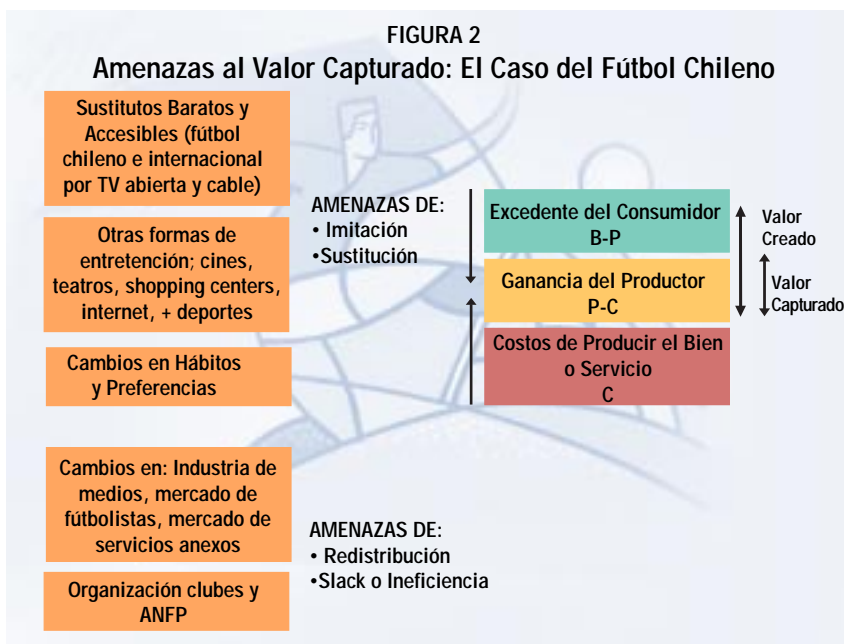 FIGURA 2
Amenazas al Valor Capturado: El Caso del Fútbol Chileno
Sustitutos Baratos y
Accesibles (fútbol
chileno e internacional
por TV abierta y cable)
Otras formas de
entretención; cines,
teatros, shopping centers,
internet, + deportes
Cambios en Hábitos
y Preferencias
Cambios en: Industria de
medios, mercado de
fútbolistas, mercado de
servicios anexos
Organización clubes y
ANFP
AMENAZAS DE:
• Imitación
•Sustitución
AMENAZAS DE:
• Redistribución
•Slack o Ineficiencia
Excedente del Consumidor
B-P
Ganancia del Productor
P-C
Costos de Producir el Bien
o Servicio
C
Valor
Creado
Valor
Capturado